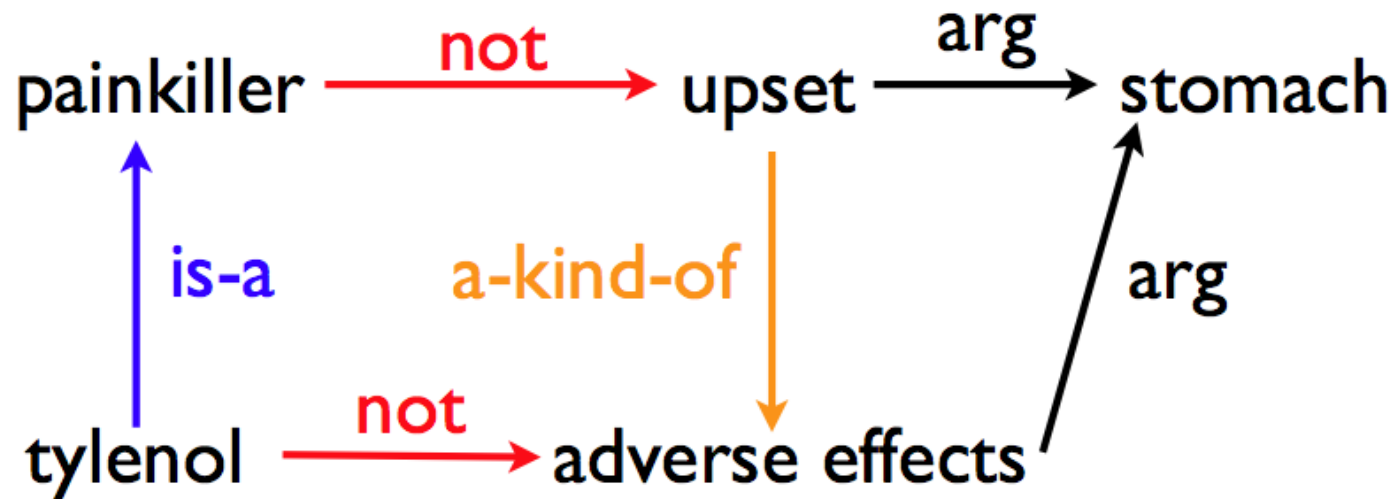 not
arg
painkiller
upset
stomach
is-a
a-kind-of
arg
not
tylenol
adverse effects